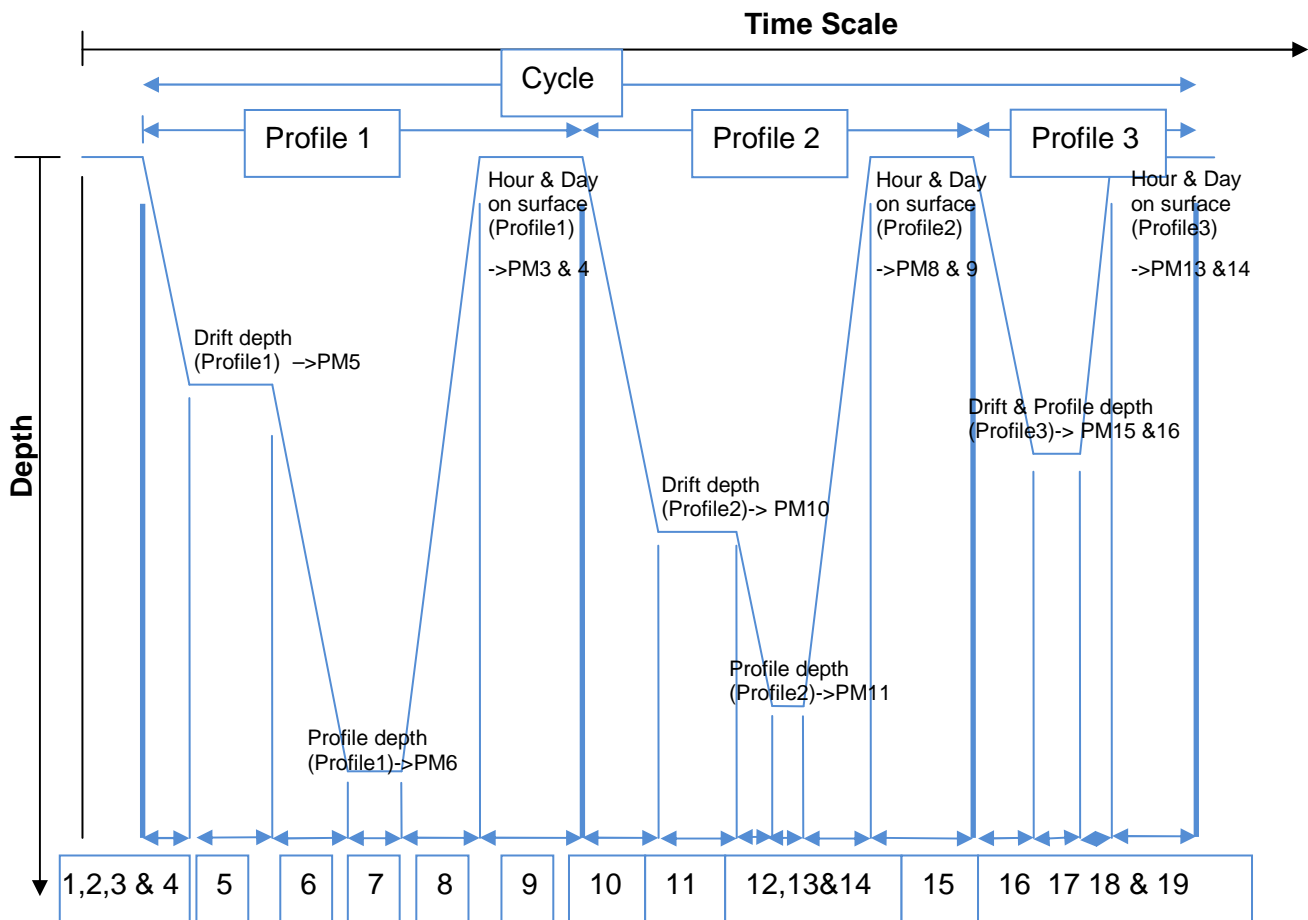 Time Scale
Cycle
Profile 1
Profile 2
Profile 3
Hour & Day
on surface
(Profile1)
->PM3 & 4
Hour & Day
on surface
(Profile2)
->PM8 & 9
Hour & Day
on surface
(Profile3)
->PM13 &14
Drift depth
(Profile1) –>PM5
Drift & Profile depth
(Profile3)-> PM15 &16
Depth
Drift depth
(Profile2)-> PM10
Profile depth
(Profile2)->PM11
Profile depth
(Profile1)->PM6
1,2,3 & 4 5 6 7 8 9 10 11 12,13&14 15 16 17 18 & 19